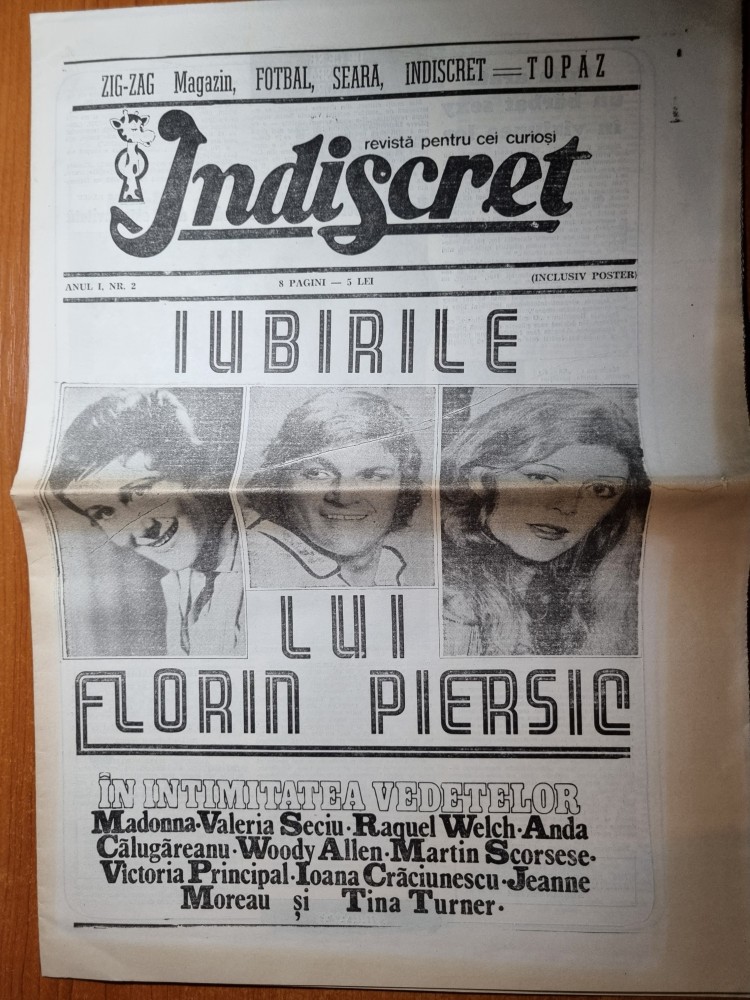 ZIG-ZAG Magazin, FOTBAL, SEARA, INDISCRET — TOPAZ
revistă pentru cei curioși
Indiscret
ANUL I, NR. 2 8 PAGINI — 5 LEI (INCLUSIV POSTER)
IUBIRILE
LUI
FLORIN PIERSIC
ÎN INTIMITATEA VEDETELOR
Madonna·Valeria Seciu·Raquel Welch·Anda
Călugăreanu·Woody Allen·Martin Scorsese·
Victoria Principal·Ioana Crăciunescu·Jeanne
Moreau și Tina Turner·